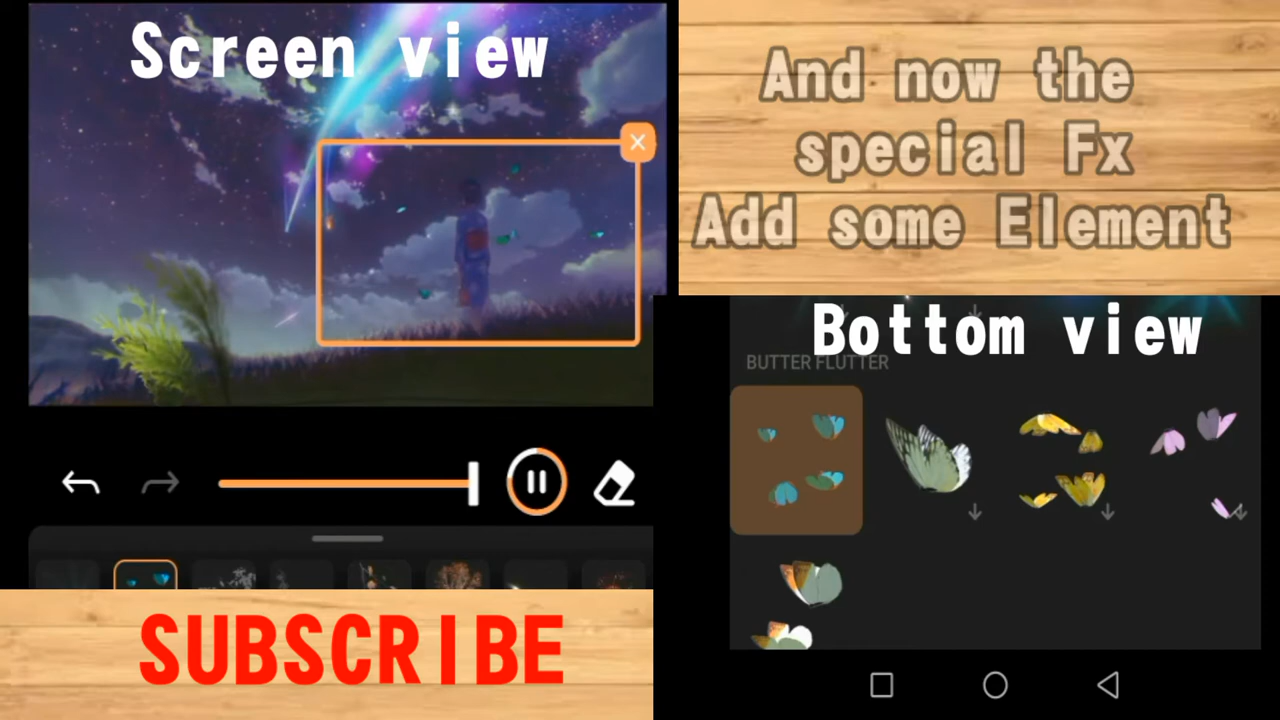 Screen view
And now the
special Fx
Add some Element
Bottom view
BUTTER FLUTTER
SUBSCRIBE